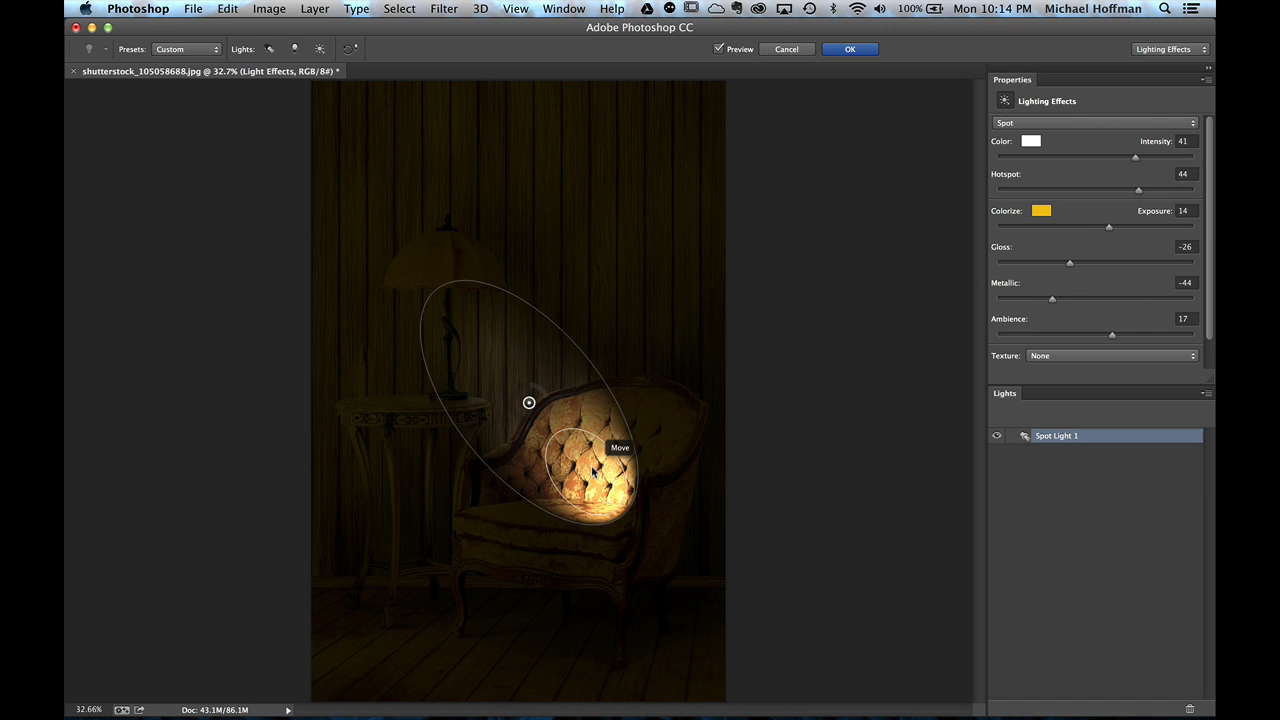 Photoshop File Edit Image Layer Type Select Filter 3D View Window Help 100% Mon 10:14 PM Michael Hoffman
Adobe Photoshop CC
Presets: Custom Lights: Preview Cancel OK Lighting Effects
× shutterstock_105058688.jpg @ 32.7% (Light Effects, RGB/8#) *
Properties
Lighting Effects
Spot
Color: Intensity: 41
Hotspot: 44
Colorize: Exposure: 14
Gloss: -26
Metallic: -44
Ambience: 17
Texture: None
Lights
Spot Light 1
Move
32.66% Doc: 43.1M/86.1M